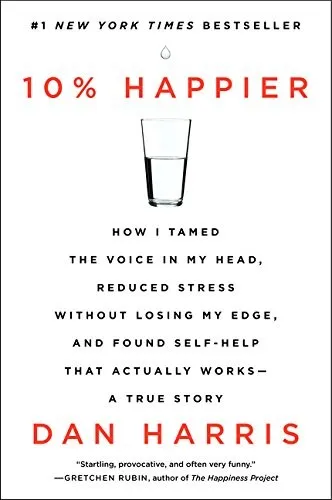 #1 NEW YORK TIMES BESTSELLER
10% HAPPIER
HOW I TAMED
THE VOICE IN MY HEAD,
REDUCED STRESS
WITHOUT LOSING MY EDGE,
AND FOUND SELF-HELP
THAT ACTUALLY WORKS—
A TRUE STORY
DAN HARRIS
"Startling, provocative, and often very funny."
—GRETCHEN RUBIN, author of The Happiness Project